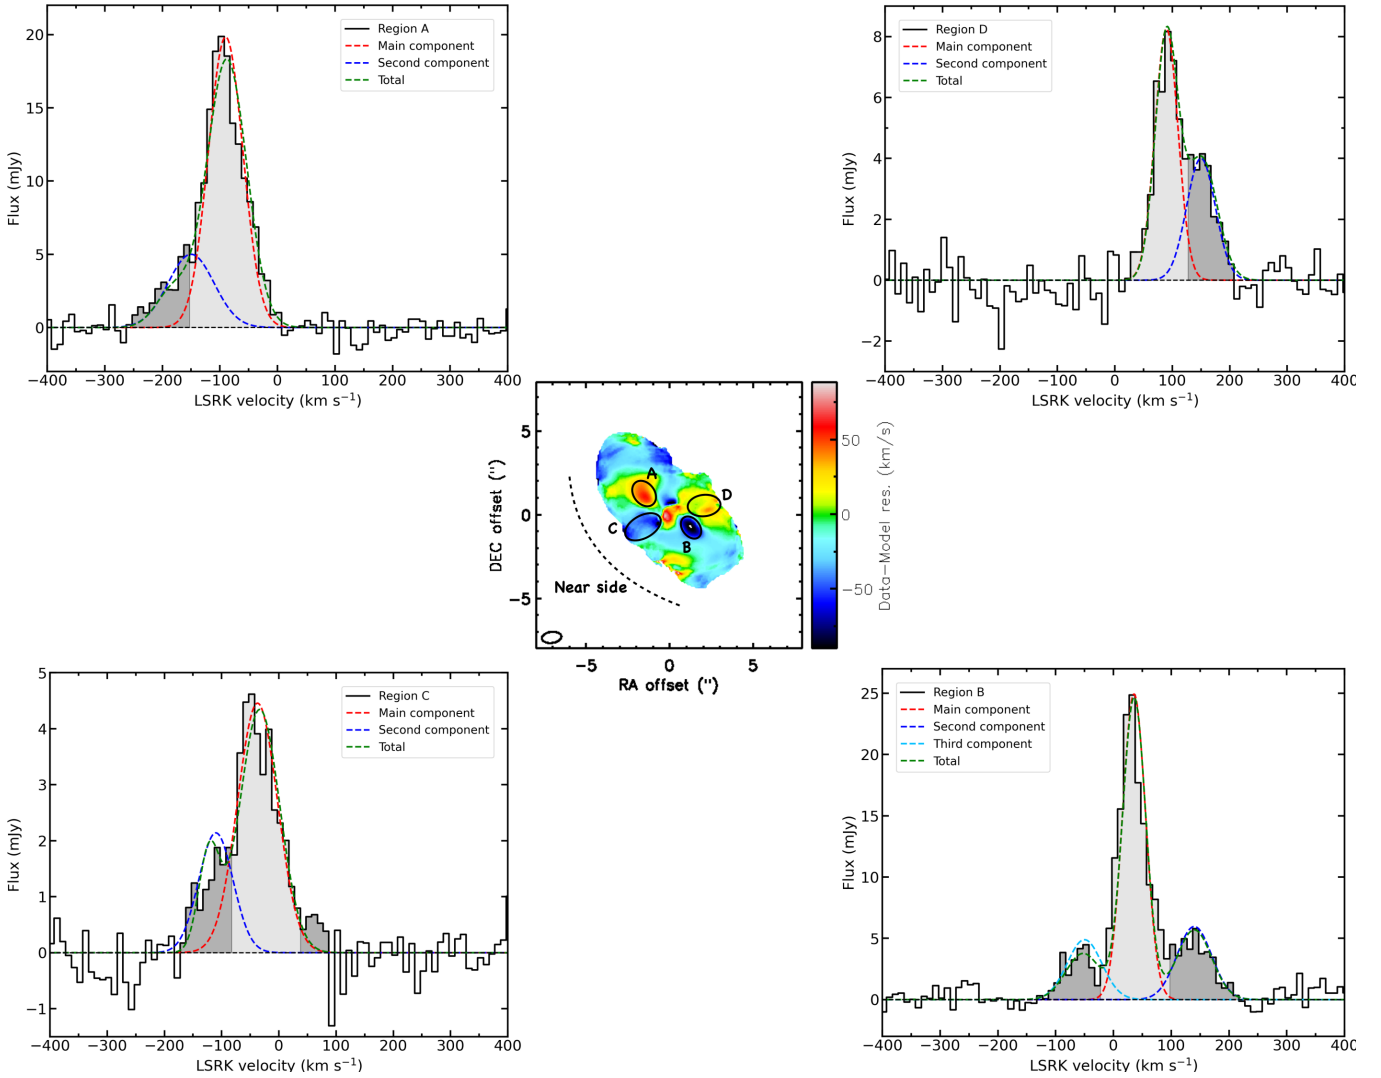 Region A
Main component
Second component
Total
20
15
10
5
0
Flux (mJy)
−400 −300 −200 −100 0 100 200 300 400
LSRK velocity (km s⁻¹)
Region D
Main component
Second component
Total
8
6
4
2
0
−2
Flux (mJy)
−400 −300 −200 −100 0 100 200 300 400
LSRK velocity (km s⁻¹)
5
0
−5
DEC offset (")
A
D
C
B
Near side
−5 0 5
RA offset (")
50
0
−50
Data−Model res. (km/s)
Region C
Main component
Second component
Total
5
4
3
2
1
0
−1
Flux (mJy)
−400 −300 −200 −100 0 100 200 300 400
LSRK velocity (km s⁻¹)
Region B
Main component
Second component
Third component
Total
25
20
15
10
5
0
Flux (mJy)
−400 −300 −200 −100 0 100 200 300 400
LSRK velocity (km s⁻¹)